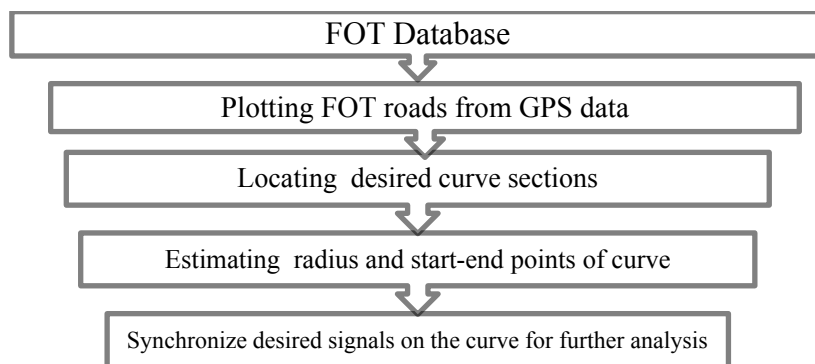 FOT Database
Plotting FOT roads from GPS data
Locating desired curve sections
Estimating radius and start-end points of curve
Synchronize desired signals on the curve for further analysis